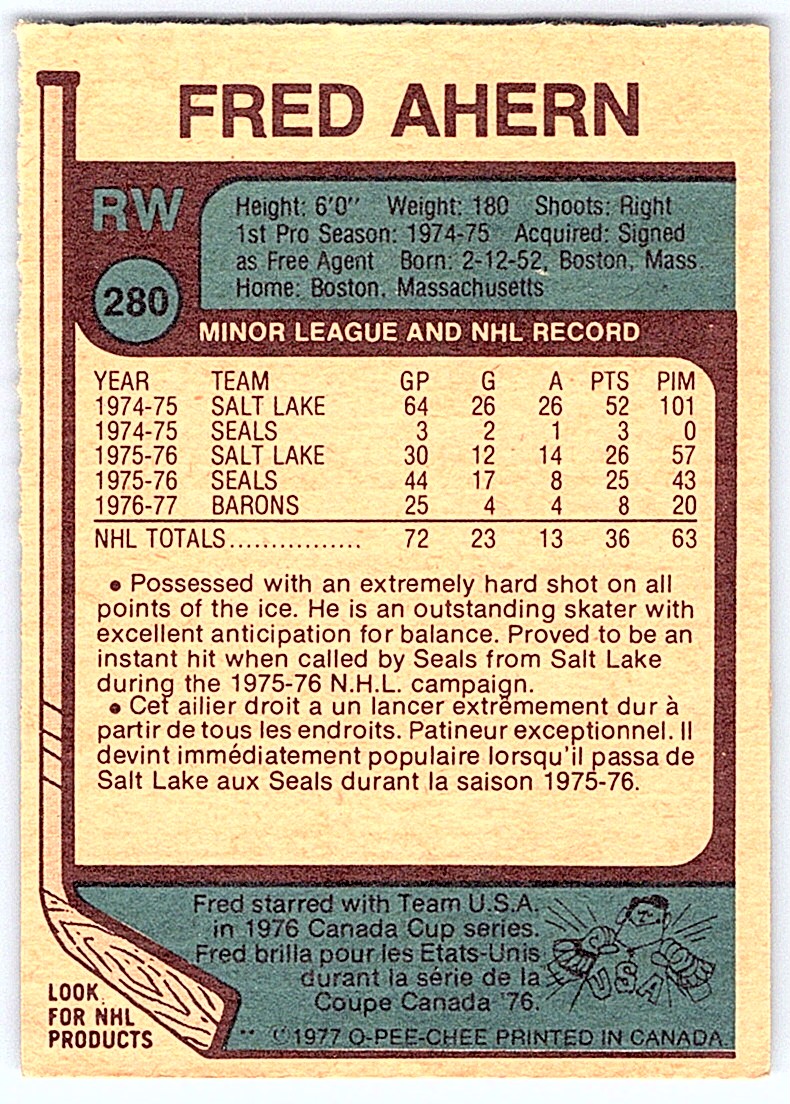 FRED AHERN
RW
280
Height: 6'0'' Weight: 180 Shoots: Right
1st Pro Season: 1974-75 Acquired: Signed
as Free Agent Born: 2-12-52, Boston, Mass.
Home: Boston, Massachusetts
MINOR LEAGUE AND NHL RECORD
YEAR TEAM GP G A PTS PIM
1974-75 SALT LAKE 64 26 26 52 101
1974-75 SEALS 3 2 1 3 0
1975-76 SALT LAKE 30 12 14 26 57
1975-76 SEALS 44 17 8 25 43
1976-77 BARONS 25 4 4 8 20
NHL TOTALS................ 72 23 13 36 63
• Possessed with an extremely hard shot on all
points of the ice. He is an outstanding skater with
excellent anticipation for balance. Proved to be an
instant hit when called by Seals from Salt Lake
during the 1975-76 N.H.L. campaign.
• Cet ailier droit a un lancer extrêmement dur à
partir de tous les endroits. Patineur exceptionnel. Il
devint immédiatement populaire lorsqu'il passa de
Salt Lake aux Seals durant la saison 1975-76.
Fred starred with Team U.S.A.
in 1976 Canada Cup series.
Fred brilla pour les Etats-Unis
durant la série de la
Coupe Canada '76.
USA
LOOK
FOR NHL
PRODUCTS
** ©1977 O-PEE-CHEE PRINTED IN CANADA